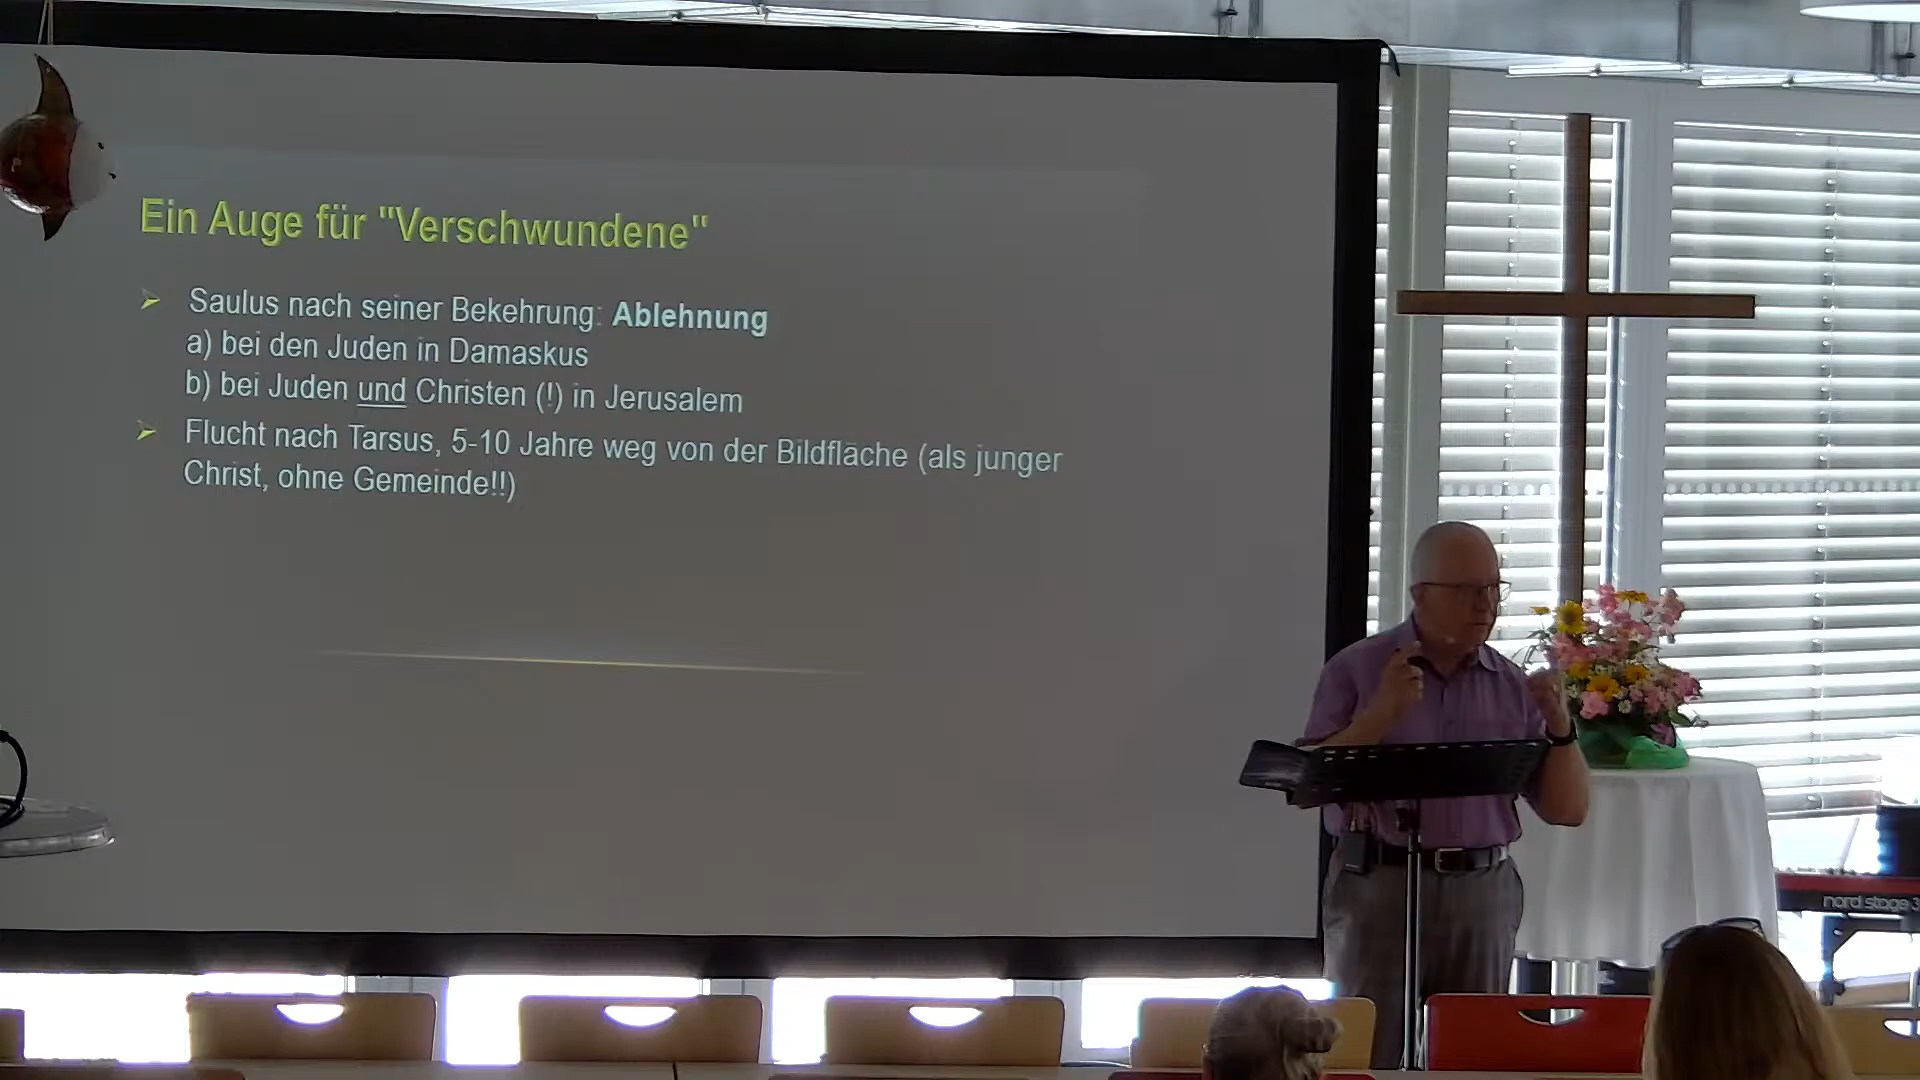 Ein Auge für "Verschwundene"
Saulus nach seiner Bekehrung: Ablehnung
a) bei den Juden in Damaskus
b) bei Juden und Christen (!) in Jerusalem
Flucht nach Tarsus, 5-10 Jahre weg von der Bildfläche (als junger
Christ, ohne Gemeinde!!)
nord stage 3